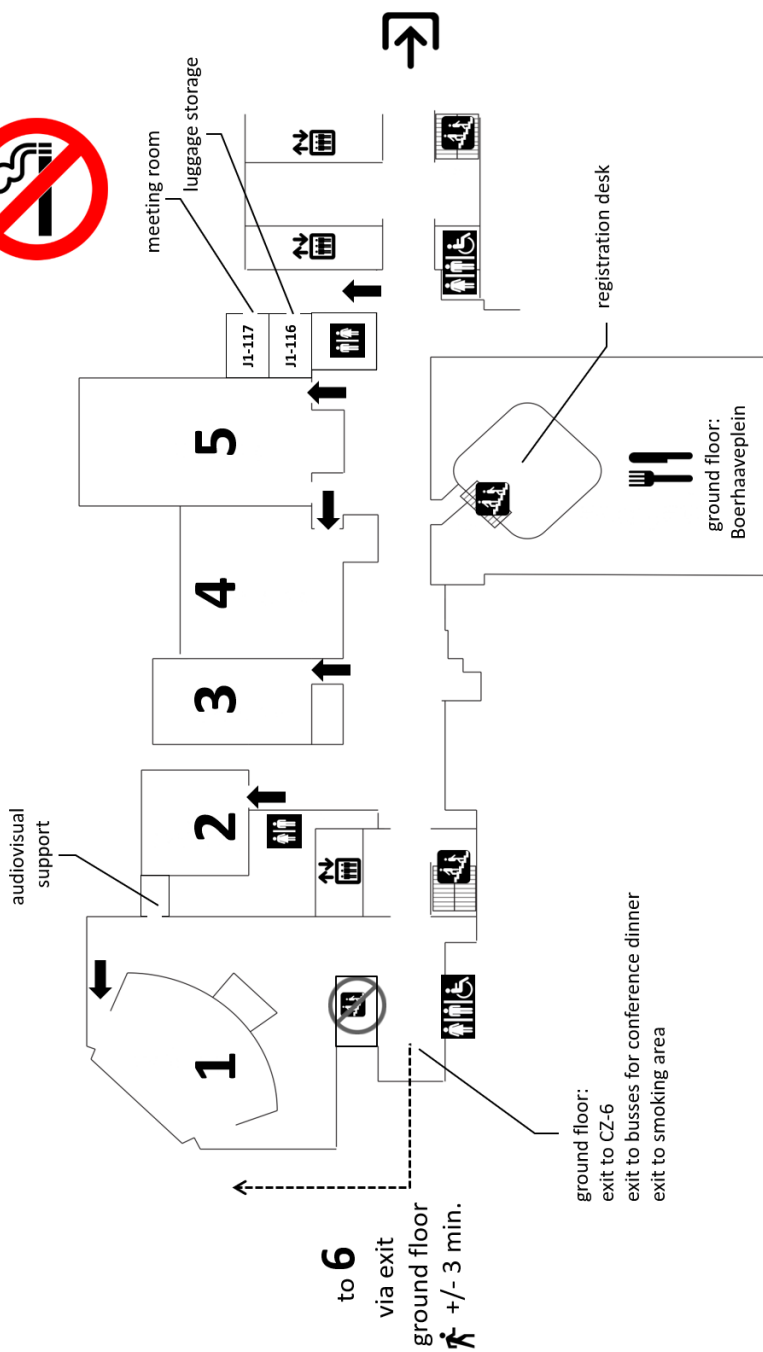 to 6
via exit
ground floor
+/- 3 min.
audiovisual
support
1
2
3
4
5
meeting room
luggage storage
J1-117
J1-116
registration desk
ground floor:
Boerhaaveplein
ground floor:
exit to CZ-6
exit to busses for conference dinner
exit to smoking area